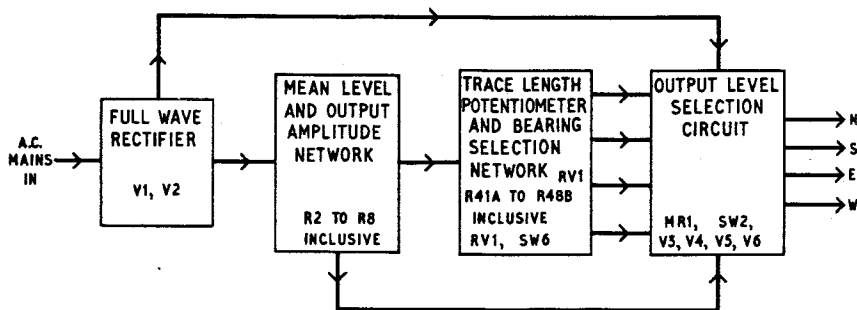 A.C.
MAINS
IN
FULL WAVE
RECTIFIER
V1, V2
MEAN LEVEL
AND OUTPUT
AMPLITUDE
NETWORK
R2 TO R8
INCLUSIVE
TRACE LENGTH
POTENTIOMETER
AND BEARING
SELECTION
NETWORK RV1
R41A TO R48B
INCLUSIVE
RV1, SW6
OUTPUT LEVEL
SELECTION
CIRCUIT
MR1, SW2,
V3, V4, V5, V6
N
S
E
W